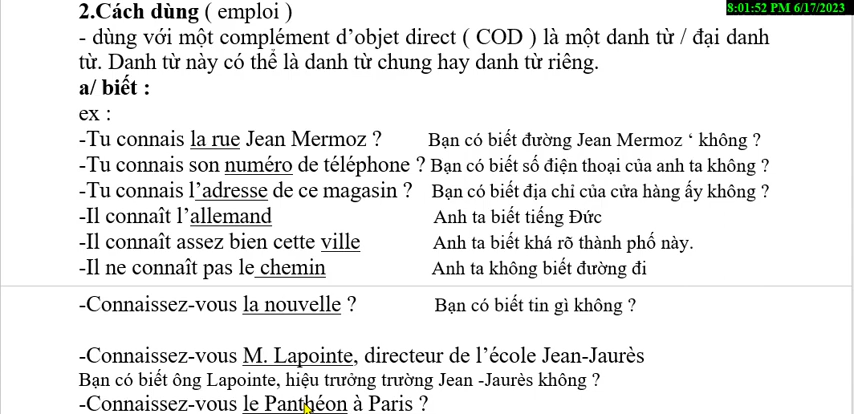 8:01:52 PM 6/17/2023
2.Cách dùng ( emploi )
- dùng với một complément d’objet direct ( COD ) là một danh từ / đại danh
từ. Danh từ này có thể là danh từ chung hay danh từ riêng.
a/ biết :
ex :
-Tu connais la rue Jean Mermoz ? Bạn có biết đường Jean Mermoz ‘ không ?
-Tu connais son numéro de téléphone ? Bạn có biết số điện thoại của anh ta không ?
-Tu connais l’adresse de ce magasin ? Bạn có biết địa chỉ của cửa hàng ấy không ?
-Il connaît l’allemand Anh ta biết tiếng Đức
-Il connaît assez bien cette ville Anh ta biết khá rõ thành phố này.
-Il ne connaît pas le chemin Anh ta không biết đường đi
-Connaissez-vous la nouvelle ? Bạn có biết tin gì không ?
-Connaissez-vous M. Lapointe, directeur de l’école Jean-Jaurès
Bạn có biết ông Lapointe, hiệu trưởng trường Jean -Jaurès không ?
-Connaissez-vous le Panthéon à Paris ?